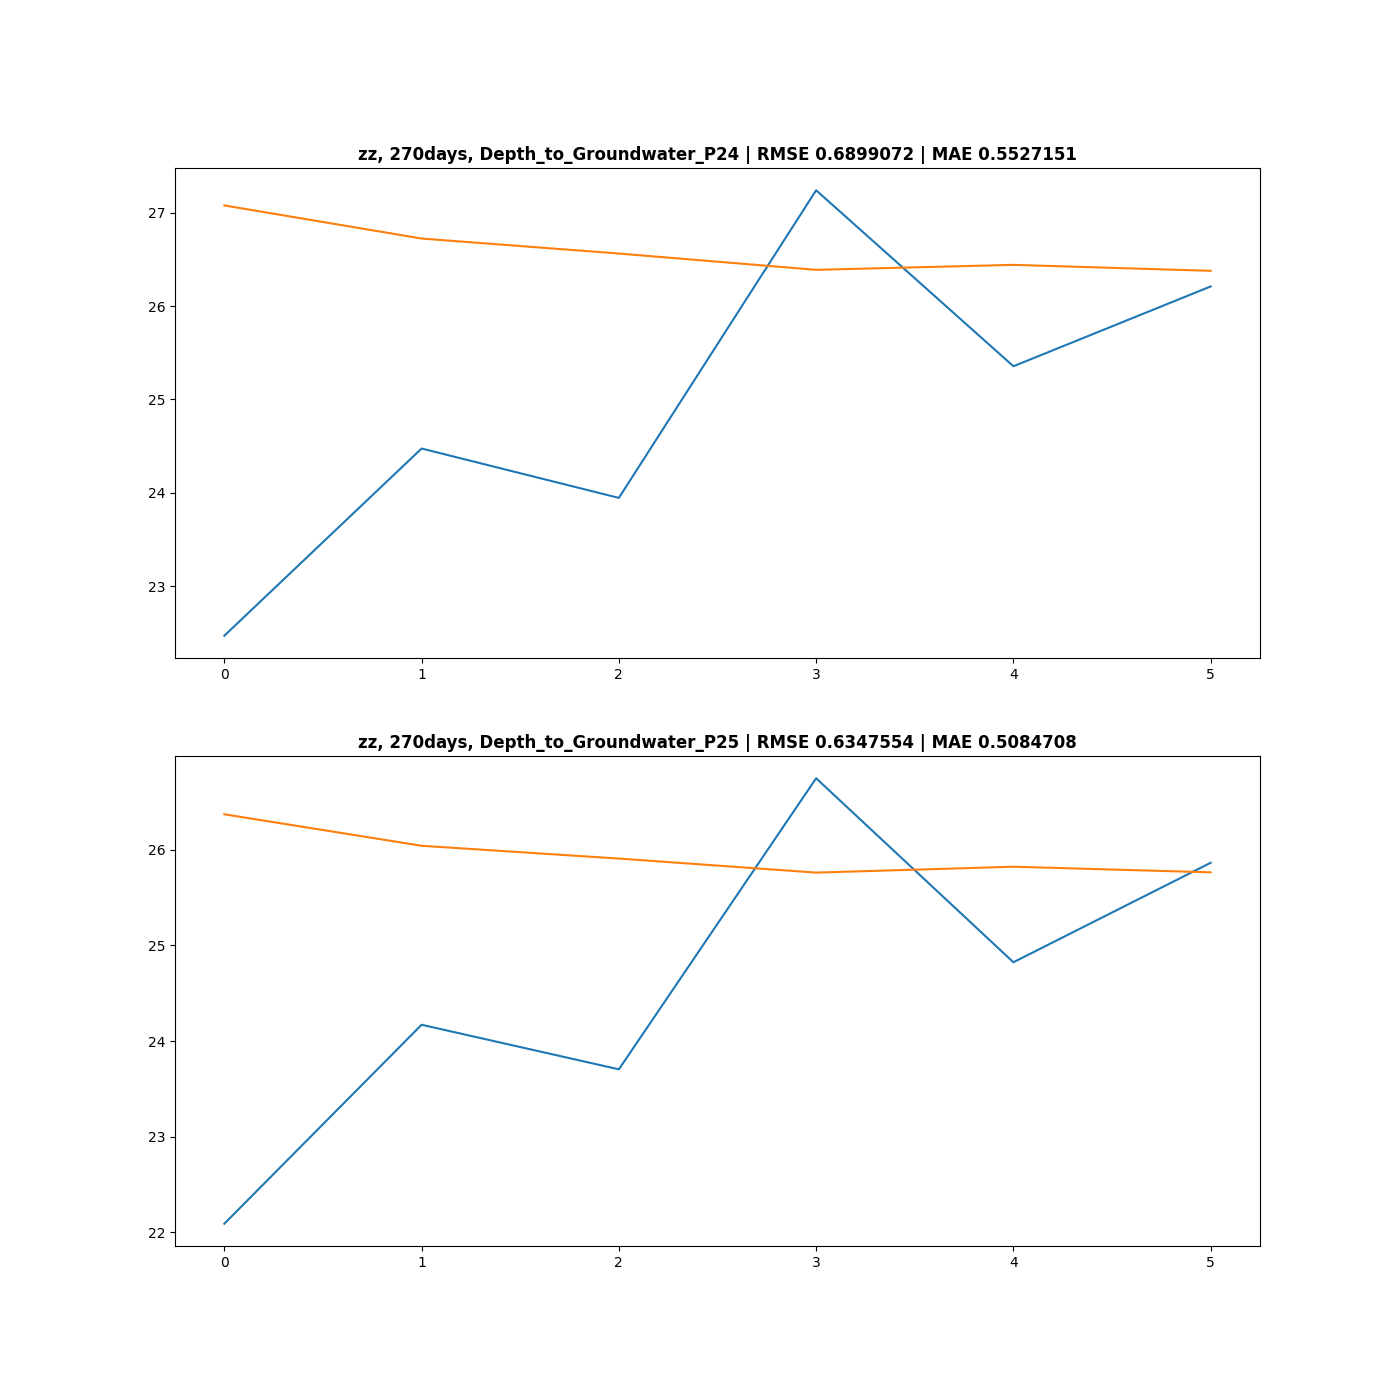 zz, 270days, Depth_to_Groundwater_P24 | RMSE 0.6899072 | MAE 0.5527151
27
26
25
24
23
0 1 2 3 4 5
zz, 270days, Depth_to_Groundwater_P25 | RMSE 0.6347554 | MAE 0.5084708
26
25
24
23
22
0 1 2 3 4 5